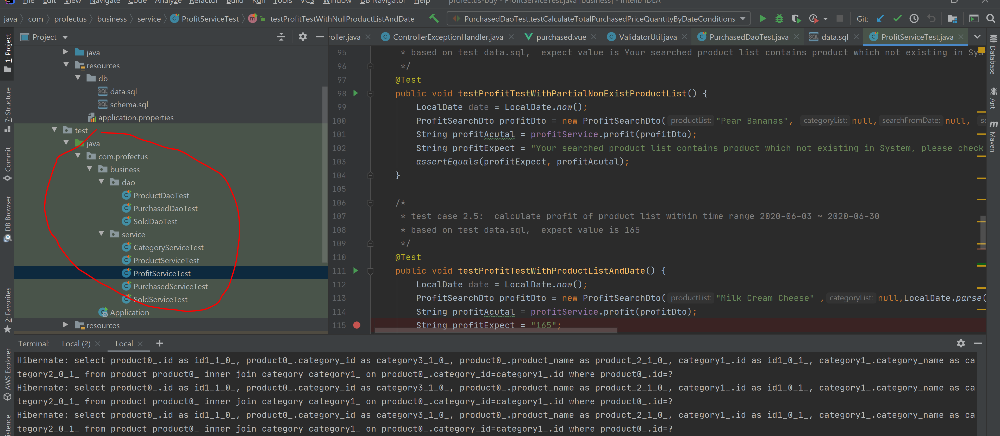 File Edit View Navigate Code Analyze Refactor Build Run Tools VCS Window DB Navigator Help profectus-buy - ProfitServiceTest.java [business] - IntelliJ IDEA
java com profectus business service ProfitServiceTest testProfitTestWithNullProductListAndDate PurchasedDaoTest.testCalculateTotalPurchasedPriceQuantityByDateConditions Git:
Project
roller.java ControllerExceptionHandler.java purchased.vue ValidatorUtil.java PurchasedDaoTest.java data.sql ProfitServiceTest.java
1: Project
7: Structure
Commit
DB Browser
2: Favorites
AWS Explorer
istence
java
resources
db
data.sql
schema.sql
application.properties
test
java
com.profectus
business
dao
ProductDaoTest
PurchasedDaoTest
SoldDaoTest
service
CategoryServiceTest
ProductServiceTest
ProfitServiceTest
PurchasedServiceTest
SoldServiceTest
Application
resources
95 * based on test data.sql, expect value is Your searched product list contains product which not existing in Syst
96 */
97 @Test
98 public void testProfitTestWithPartialNonExistProductList() {
99 LocalDate date = LocalDate.now();
100 ProfitSearchDto profitDto = new ProfitSearchDto( productList: "Pear Bananas", categoryList: null, searchFromDate: null, se
101 String profitAcutal = profitService.profit(profitDto);
102 String profitExpect = "Your searched product list contains product which not existing in System, please check!
103 assertEquals(profitExpect, profitAcutal);
104 }
105
106 /*
107 * test case 2.5: calculate profit of product list within time range 2020-06-03 ~ 2020-06-30
108 * based on test data.sql, expect value is 165
109 */
110 @Test
111 public void testProfitTestWithProductListAndDate() {
112 LocalDate date = LocalDate.now();
113 ProfitSearchDto profitDto = new ProfitSearchDto( productList: "Milk Cream Cheese" , categoryList: null,LocalDate.parse(
114 String profitAcutal = profitService.profit(profitDto);
115 String profitExpect = "165";
Database
Ant
Maven
Terminal: Local (2) Local
Hibernate: select product0_.id as id1_1_0_, product0_.category_id as category3_1_0_, product0_.product_name as product_2_1_0_, category1_.id as id1_0_1_, category1_.category_name as ca
tegory2_0_1_ from product product0_ inner join category category1_ on product0_.category_id=category1_.id where product0_.id=?
Hibernate: select product0_.id as id1_1_0_, product0_.category_id as category3_1_0_, product0_.product_name as product_2_1_0_, category1_.id as id1_0_1_, category1_.category_name as ca
tegory2_0_1_ from product product0_ inner join category category1_ on product0_.category_id=category1_.id where product0_.id=?
Hibernate: select product0_.id as id1_1_0_, product0_.category_id as category3_1_0_, product0_.product_name as product_2_1_0_, category1_.id as id1_0_1_, category1_.category_name as ca
tegory2_0_1_ from product product0_ inner join category category1_ on product0_.category_id=category1_.id where product0_.id=?